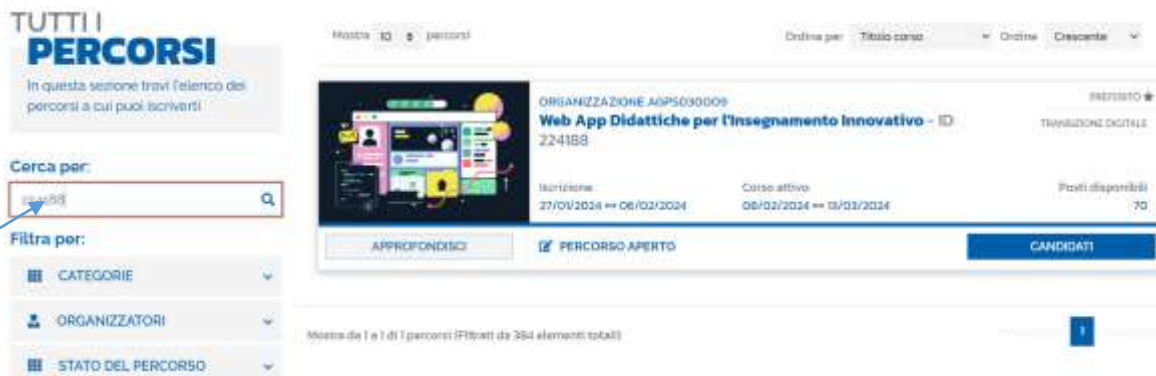 TUTTI I
PERCORSI
In questa sezione trovi l'elenco dei
percorsi a cui puoi iscriverti
Cerca per:
224188
Filtra per:
CATEGORIE
ORGANIZZATORI
STATO DEL PERCORSO
Mostra 10 percorsi
Ordina per Titolo corso Ordine Crescente
ORGANIZZAZIONE AGPS030009
PREFERITO
Web App Didattiche per l'Insegnamento Innovativo - ID
224188
TRANSIZIONE DIGITALE
Iscrizione Corso attivo Posti disponibili
27/01/2024 ↔ 06/02/2024 08/02/2024 ↔ 13/03/2024 70
APPROFONDISCI PERCORSO APERTO CANDIDATI
Mostra da 1 a 1 di 1 percorsi (Filtrati da 384 elementi totali)
1